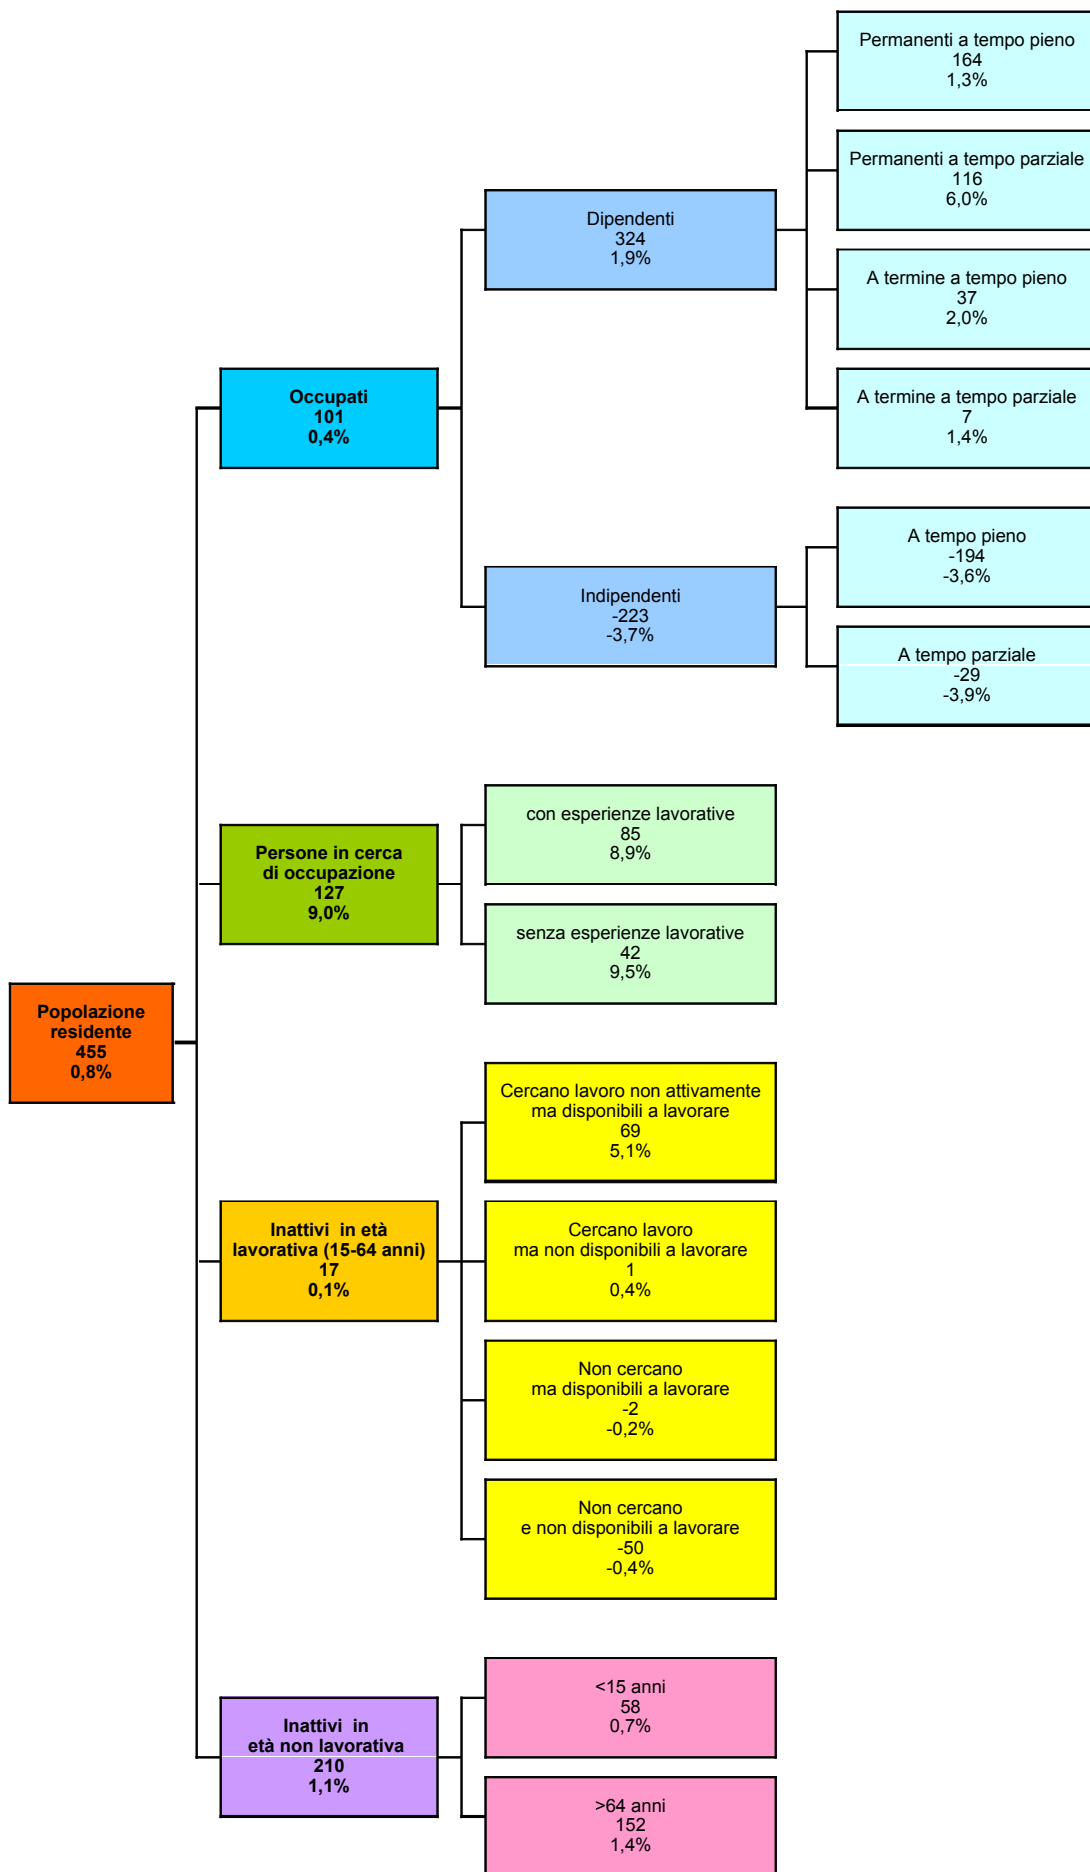 Permanenti a tempo pieno
164
1,3%
Permanenti a tempo parziale
116
6,0%
Dipendenti
324
1,9%
A termine a tempo pieno
37
2,0%
Occupati
101
0,4%
A termine a tempo parziale
7
1,4%
A tempo pieno
-194
-3,6%
Indipendenti
-223
-3,7%
A tempo parziale
-29
-3,9%
con esperienze lavorative
85
8,9%
Persone in cerca
di occupazione
127
9,0%
senza esperienze lavorative
42
9,5%
Popolazione
residente
455
0,8%
Cercano lavoro non attivamente
ma disponibili a lavorare
69
5,1%
Inattivi in età
lavorativa (15-64 anni)
17
0,1%
Cercano lavoro
ma non disponibili a lavorare
1
0,4%
Non cercano
ma disponibili a lavorare
-2
-0,2%
Non cercano
e non disponibili a lavorare
-50
-0,4%
<15 anni
58
0,7%
Inattivi in
età non lavorativa
210
1,1%
>64 anni
152
1,4%